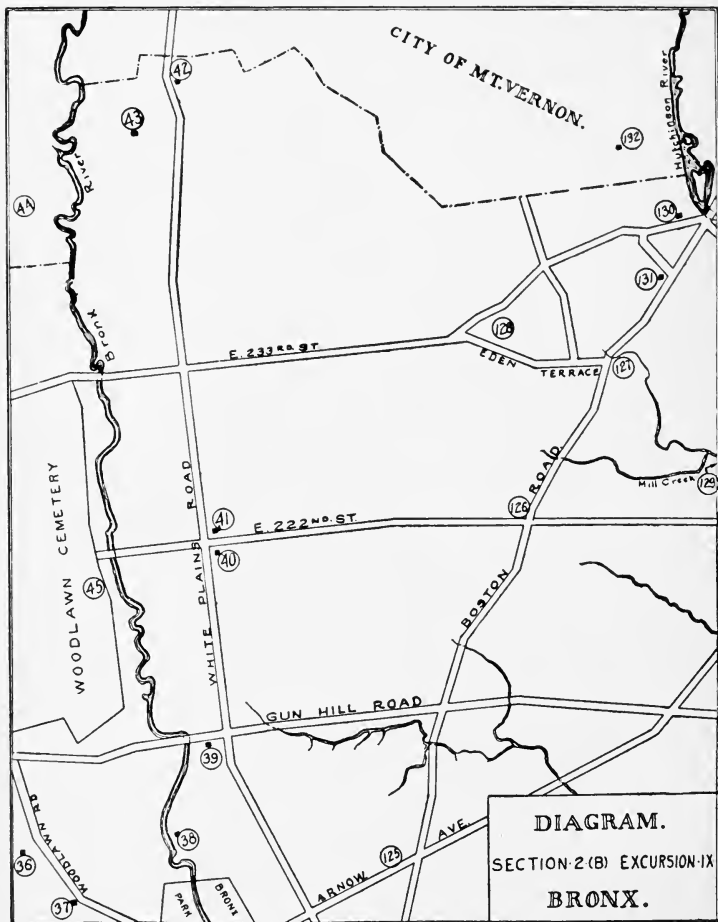 CITY OF MT. VERNON.
Hutchinson River
42
43
132
44
River
130
131
Bronx
128
E. 233RD. ST.
EDEN TERRACE
127
WOODLAWN CEMETERY
Mill Creek
129
126
41
E. 222ND. ST.
40
45
WHITE PLAINS ROAD
BOSTON ROAD
GUN HILL ROAD
39
38
36
WOODLAWN RD
37
125
ARNOW AVE.
BRONX
PARK
DIAGRAM.
SECTION·2·(B) EXCURSION·IX
BRONX.